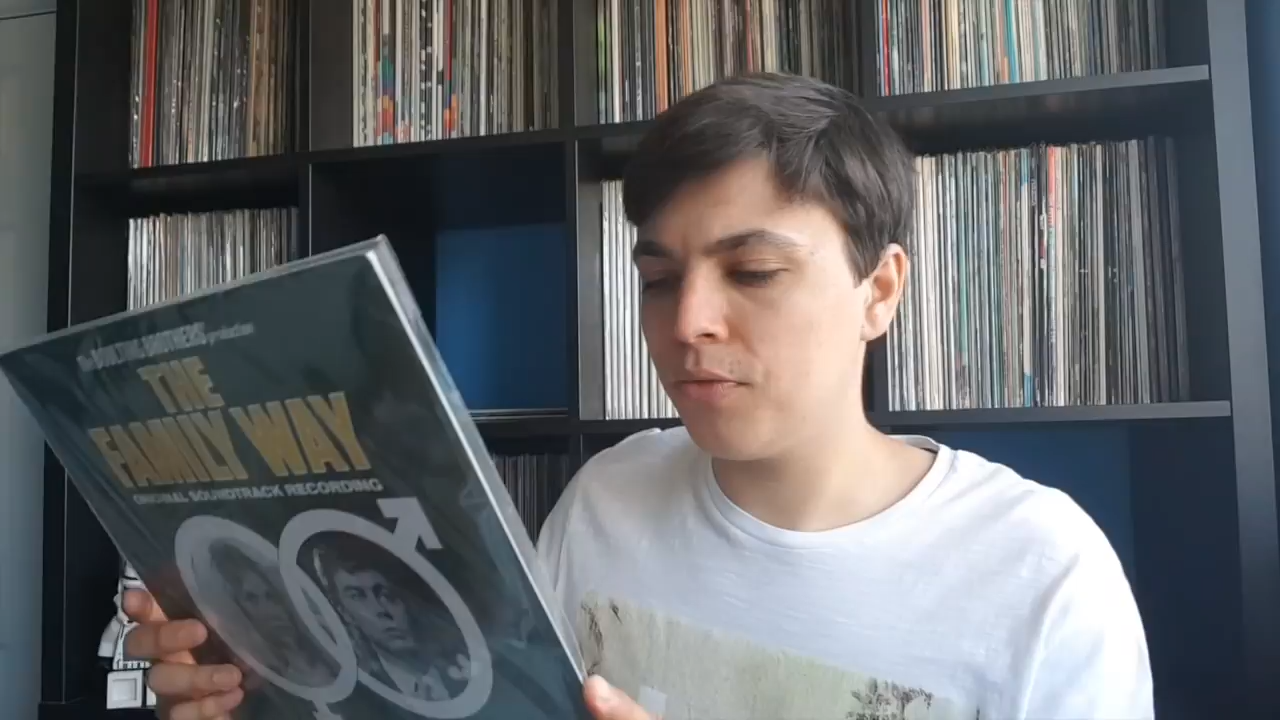 The BOULTING BROTHERS' production
THE
FAMILY WAY
ORIGINAL SOUNDTRACK RECORDING